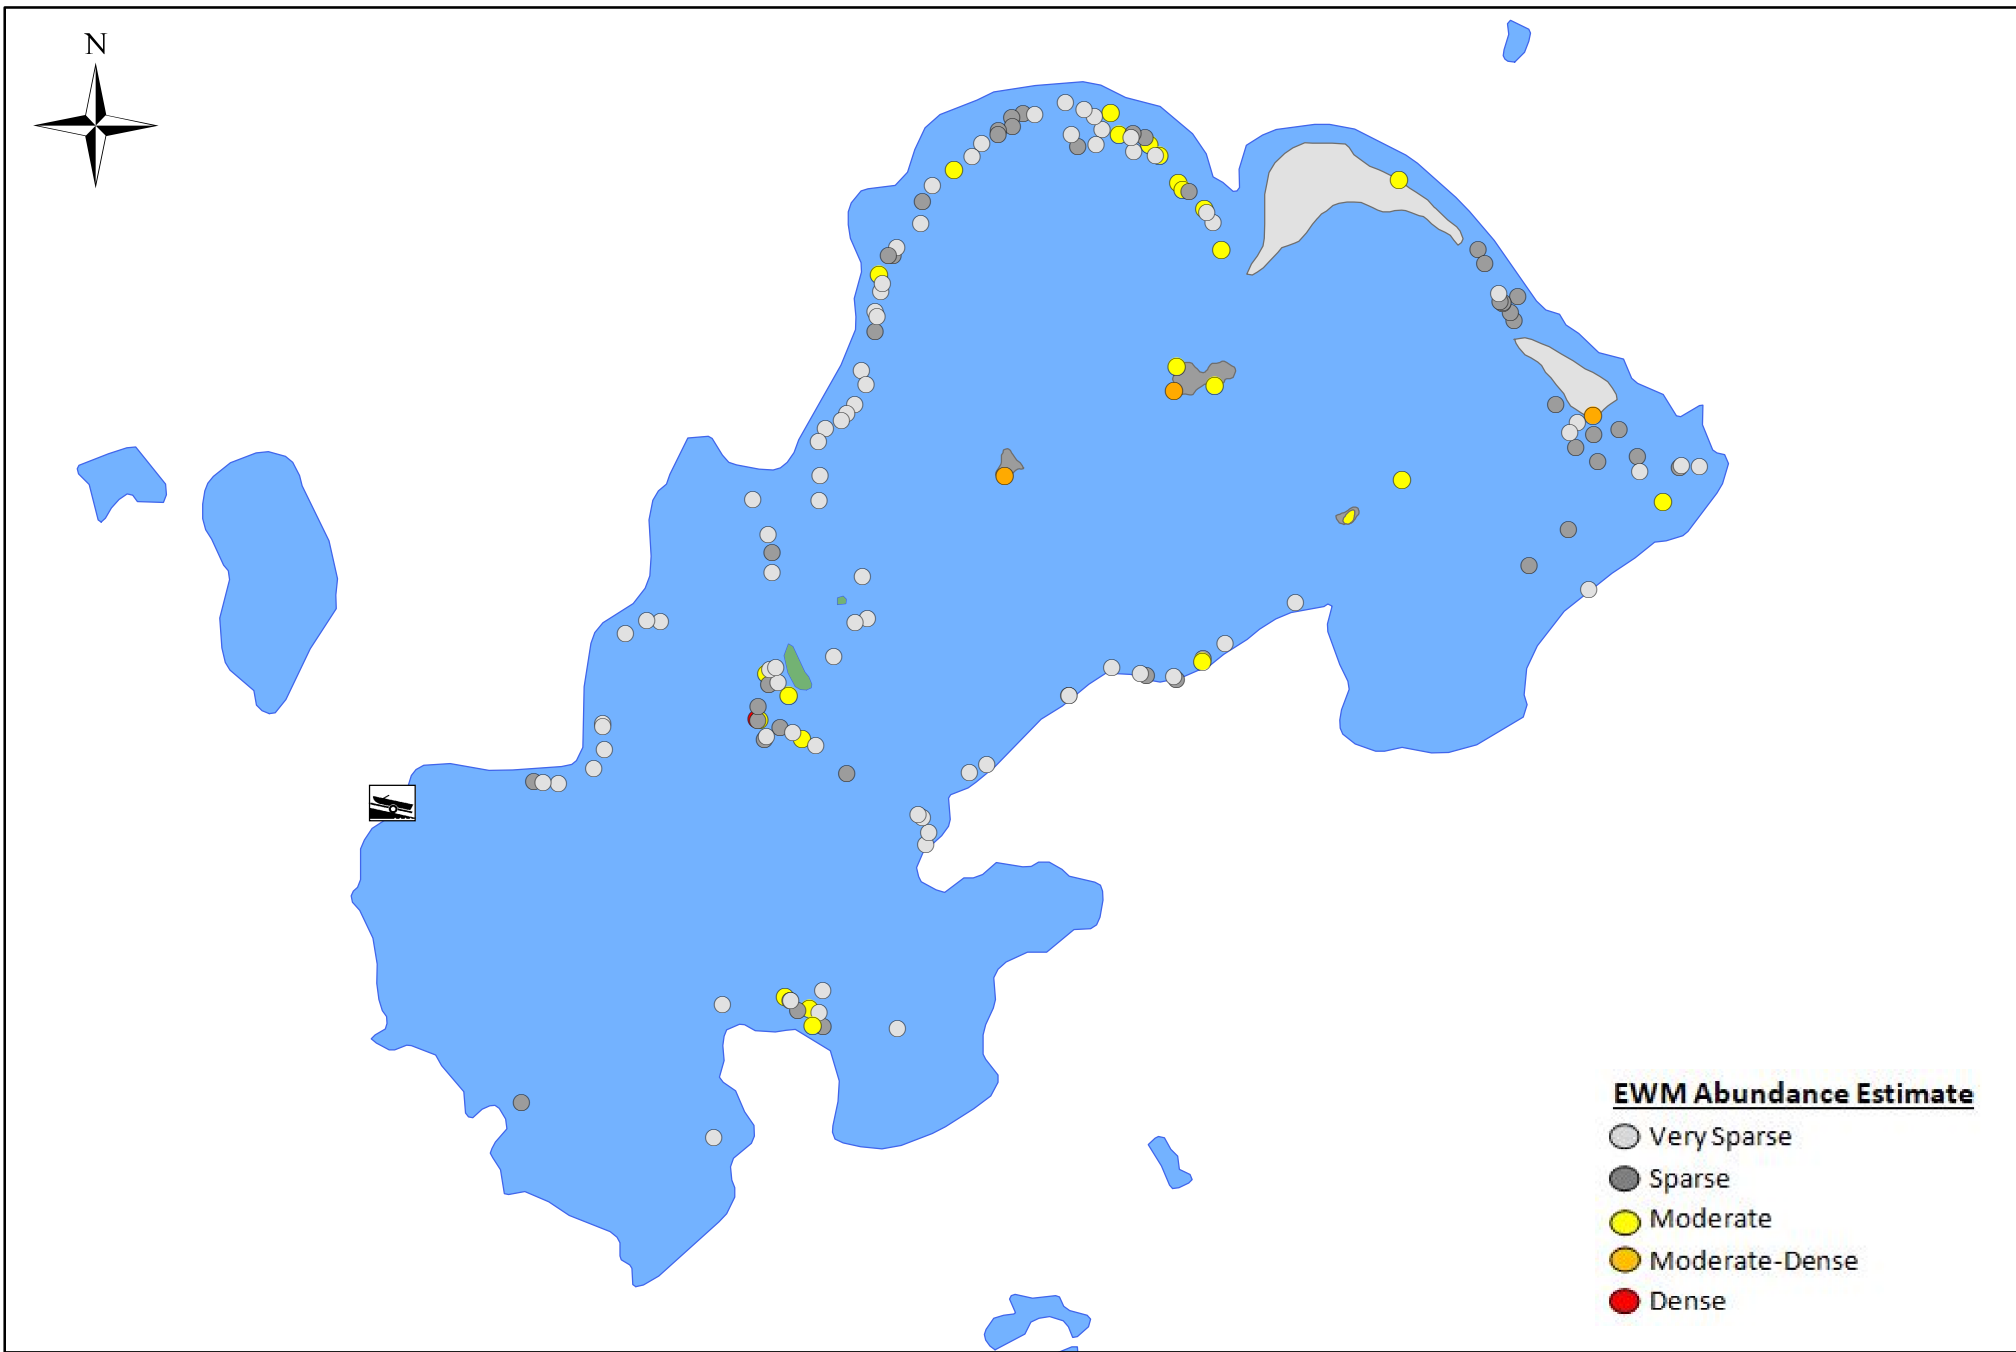 N
EWM Abundance Estimate
Very Sparse
Sparse
Moderate
Moderate-Dense
Dense